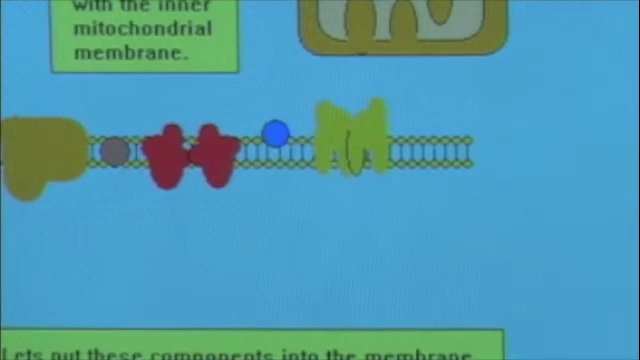 with the inner
mitochondrial
membrane.
Lets put these components into the membrane